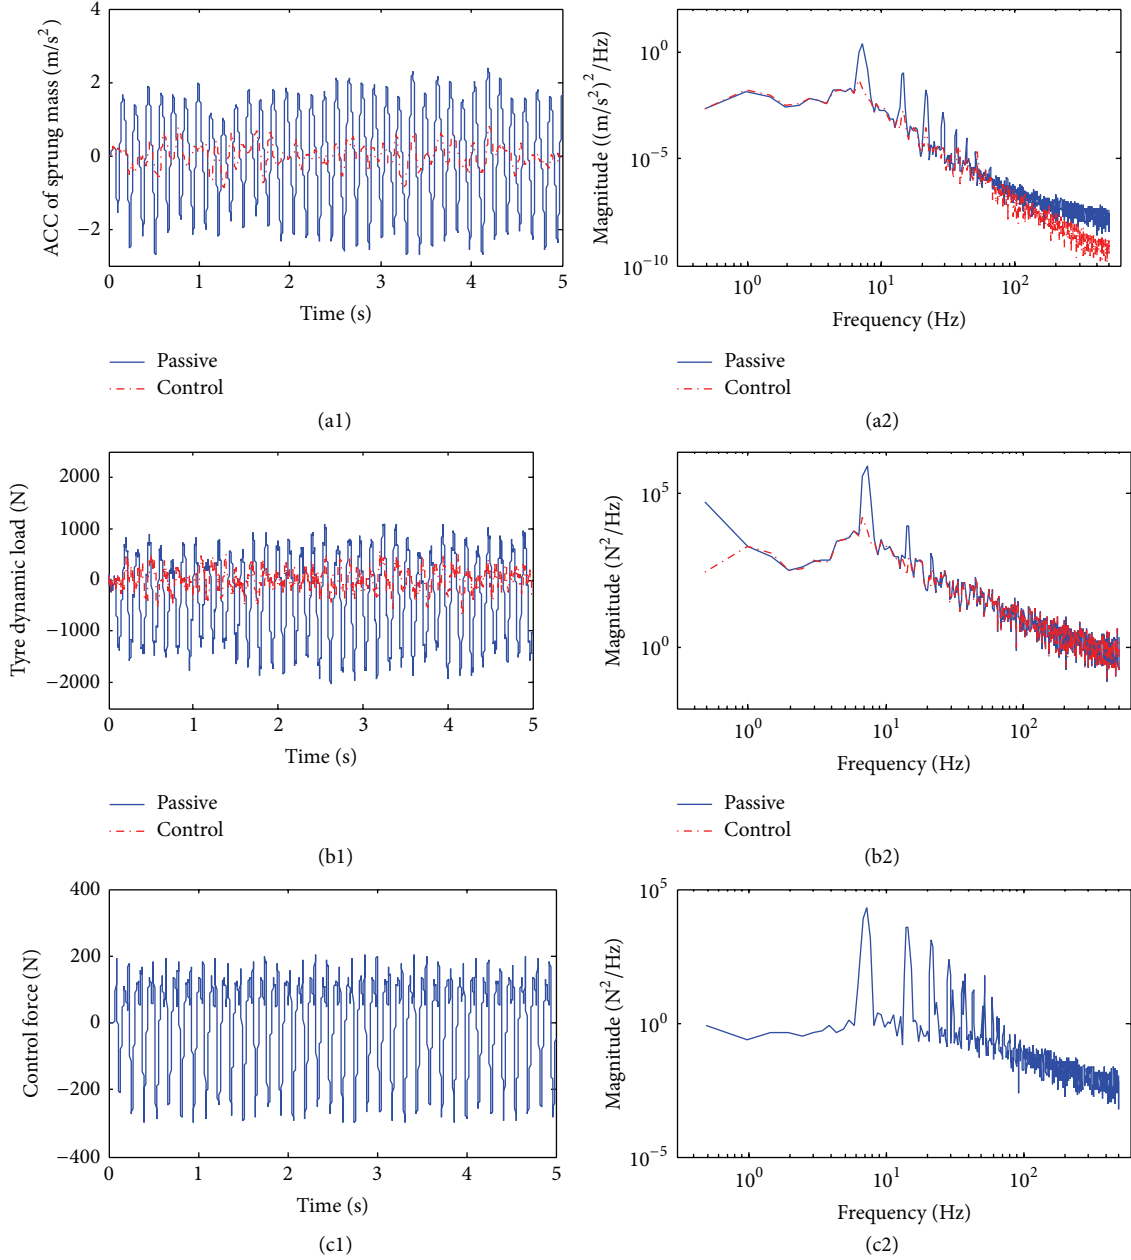 4
2
0
−2
ACC of sprung mass (m/s²)
0 1 2 3 4 5
Time (s)
Passive
Control
(a1)
10⁰
10⁻⁵
10⁻¹⁰
Magnitude ((m/s²)²/Hz)
10⁰ 10¹ 10²
Frequency (Hz)
Passive
Control
(a2)
2000
1000
0
−1000
−2000
Tyre dynamic load (N)
0 1 2 3 4 5
Time (s)
Passive
Control
(b1)
10⁵
10⁰
Magnitude (N²/Hz)
10⁰ 10¹ 10²
Frequency (Hz)
Passive
Control
(b2)
400
200
0
−200
−400
Control force (N)
0 1 2 3 4 5
Time (s)
(c1)
10⁵
10⁰
10⁻⁵
Magnitude (N²/Hz)
10⁰ 10¹ 10²
Frequency (Hz)
(c2)